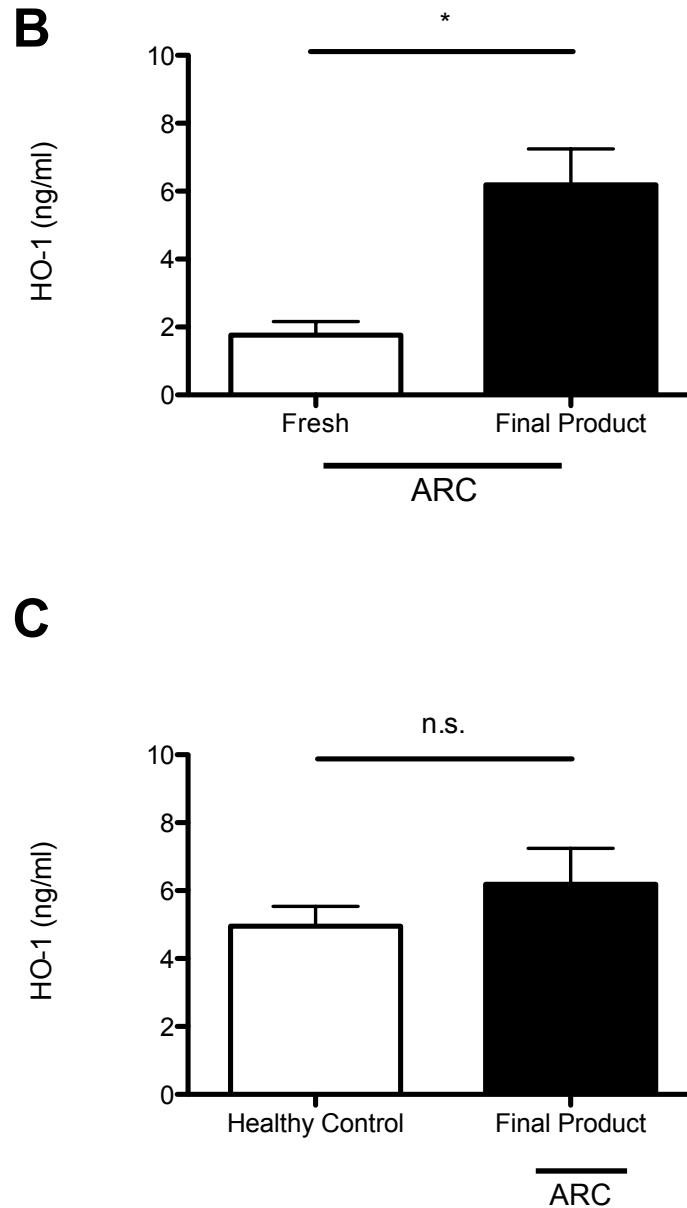 B
*
10
8
6
4
2
0
HO-1 (ng/ml)
Fresh Final Product
ARC
C
n.s.
10
8
6
4
2
0
HO-1 (ng/ml)
Healthy Control Final Product
ARC